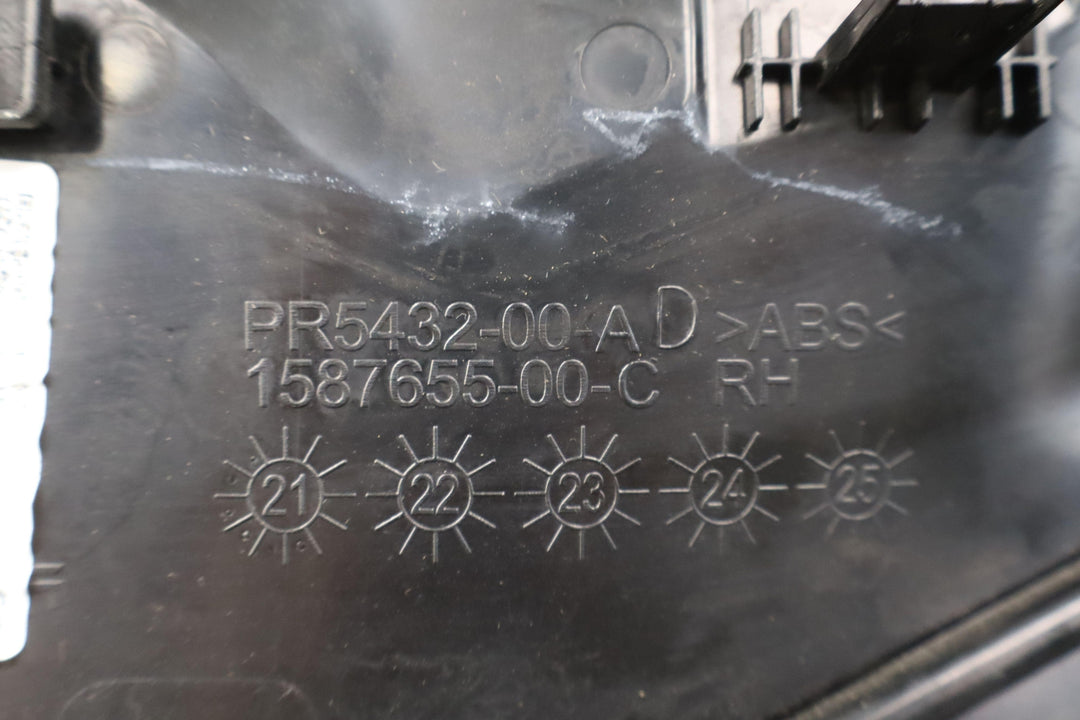 PR5432-00-A D >ABS<
1587655-00-C RH
21 22 23 24 25